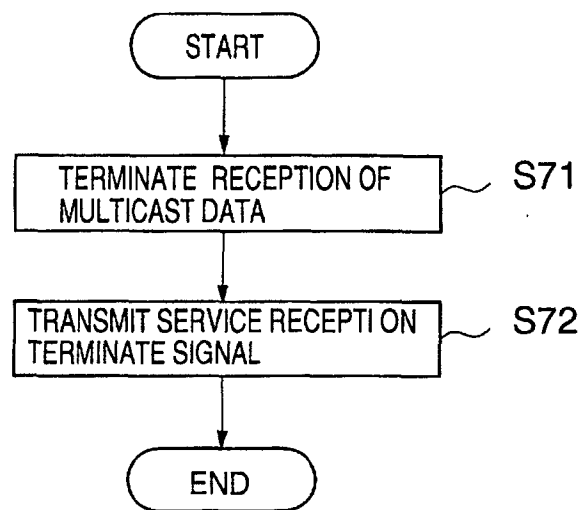 START
TERMINATE RECEPTION OF
MULTICAST DATA
S71
TRANSMIT SERVICE RECEPTI ON
TERMINATE SIGNAL
S72
END